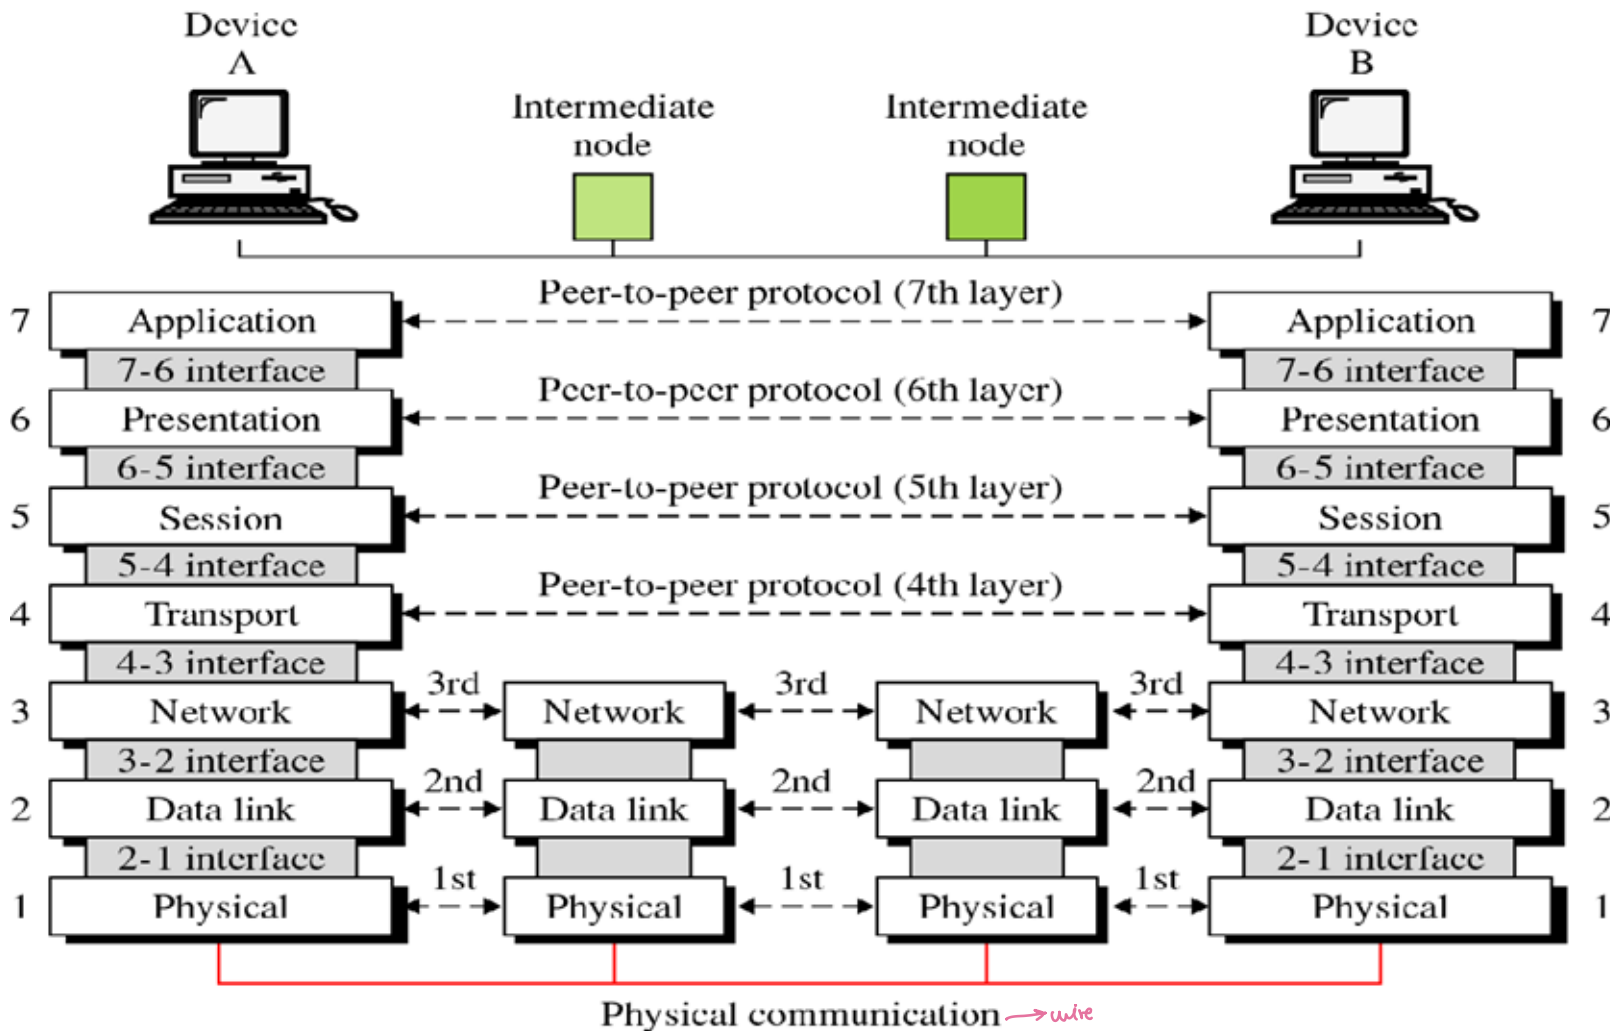 Device
A
Device
B
Intermediate
node
Intermediate
node
Peer-to-peer protocol (7th layer)
7 Application Application 7
7-6 interface 7-6 interface
Peer-to-peer protocol (6th layer)
6 Presentation Presentation 6
6-5 interface 6-5 interface
Peer-to-peer protocol (5th layer)
5 Session Session 5
5-4 interface 5-4 interface
Peer-to-peer protocol (4th layer)
4 Transport Transport 4
4-3 interface 4-3 interface
3rd 3rd 3rd
3 Network Network Network Network 3
3-2 interface 3-2 interface
2nd 2nd 2nd
2 Data link Data link Data link Data link 2
2-1 interface 2-1 interface
1st 1st 1st
1 Physical Physical Physical Physical 1
Physical communication → wire